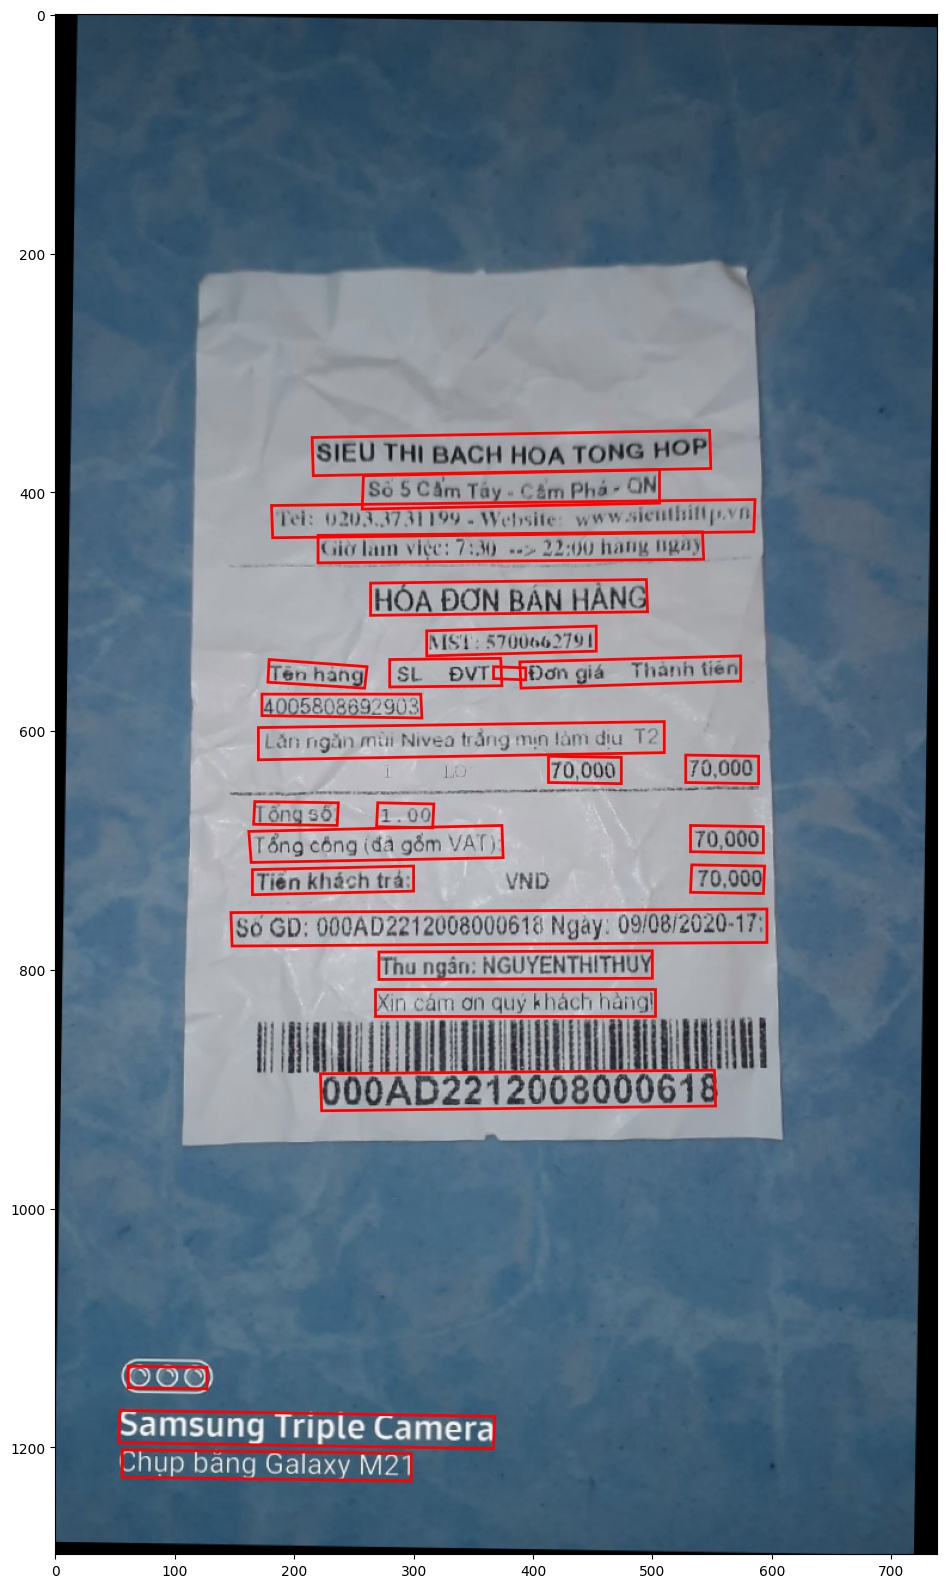 0
200
400
600
800
1000
1200
SIEU THI BACH HOA TONG HOP
Số 5 Cẩm Tây - Cẩm Phả - QN
Tel: 0203.3731199 - Website: www.sieuthittp.vn
Giờ làm việc: 7:30 --> 22:00 hàng ngày
HÓA ĐƠN BÁN HÀNG
MST: 5700662791
Tên hàng SL ĐVT Đơn giá Thành tiền
4005808692903
Lăn ngăn mùi Nivea trắng mịn làm dịu T2
1 LO 70,000 70,000
Tổng số 1.00
Tổng cộng (đã gồm VAT): 70,000
Tiền khách trả: VND 70,000
Số GD: 000AD2212008000618 Ngày: 09/08/2020-17:
Thu ngân: NGUYENTHITHUY
Xin cám ơn quý khách hàng!
000AD2212008000618
Samsung Triple Camera
Chụp bằng Galaxy M21
0 100 200 300 400 500 600 700